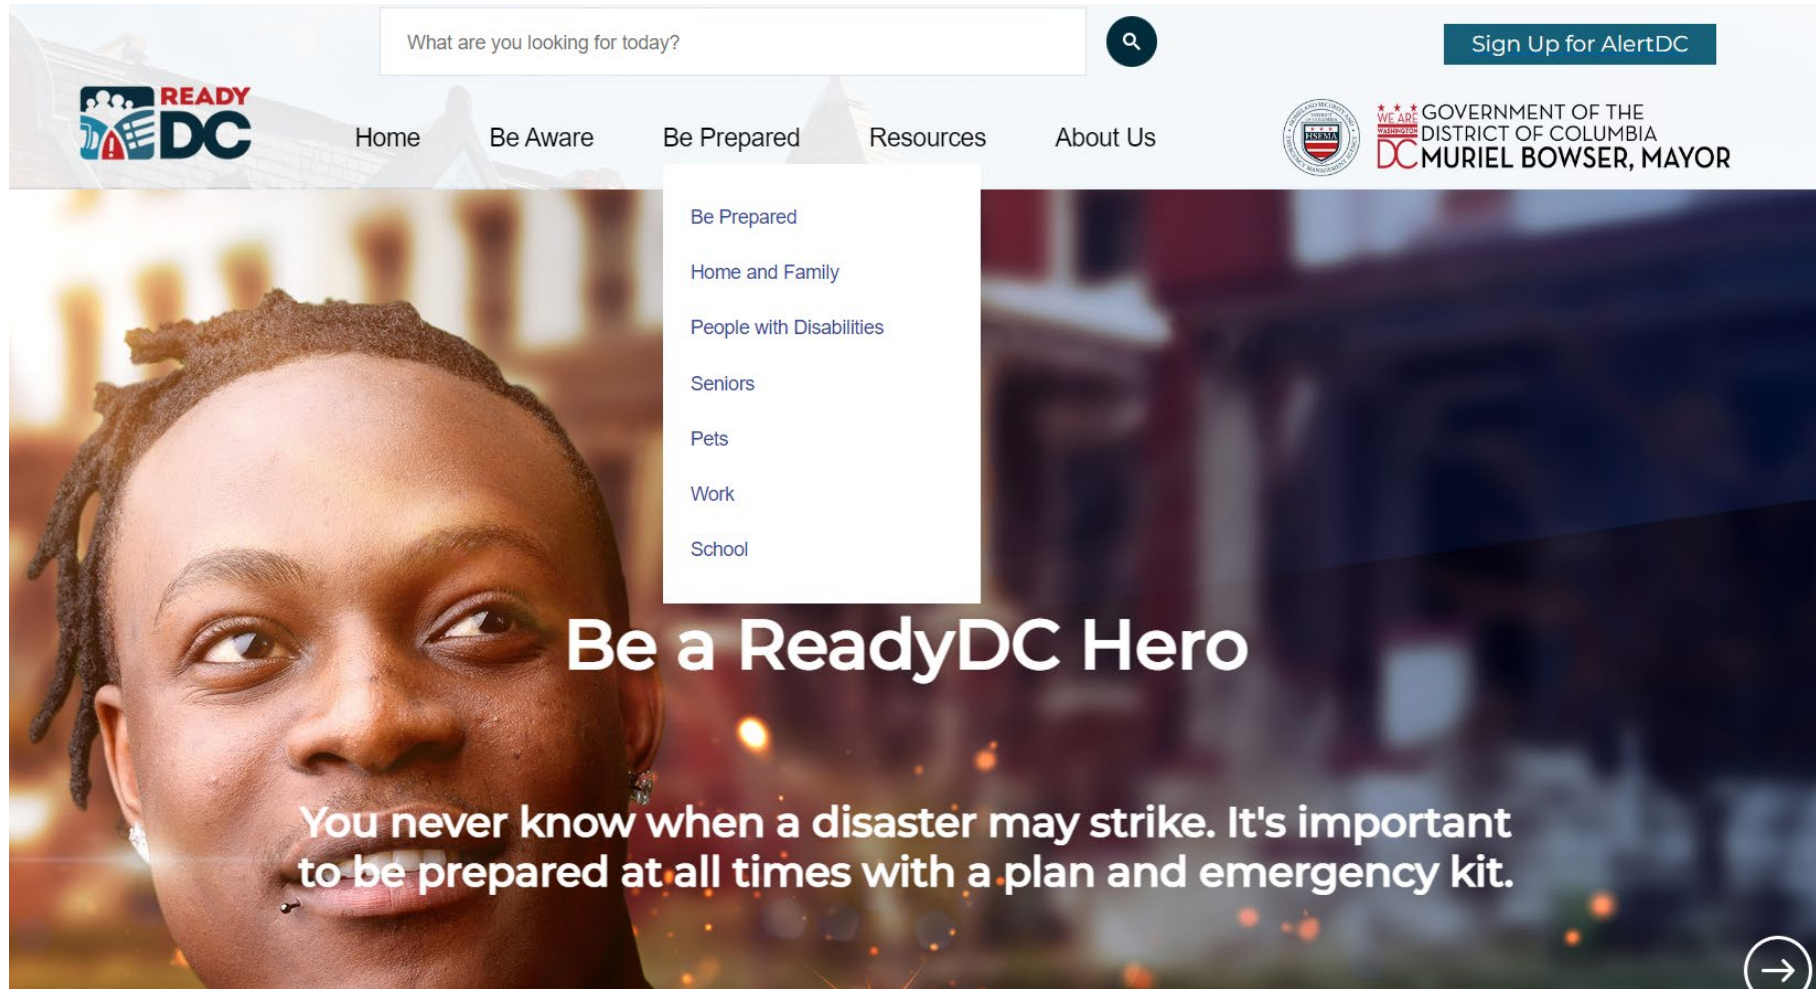 What are you looking for today?
Sign Up for AlertDC
READY
DC
Home
Be Aware
Be Prepared
Resources
About Us
HSEMA
WE ARE
WASHINGTON
DC
GOVERNMENT OF THE
DISTRICT OF COLUMBIA
MURIEL BOWSER, MAYOR
Be Prepared
Home and Family
People with Disabilities
Seniors
Pets
Work
School
Be a ReadyDC Hero
You never know when a disaster may strike. It's important
to be prepared at all times with a plan and emergency kit.